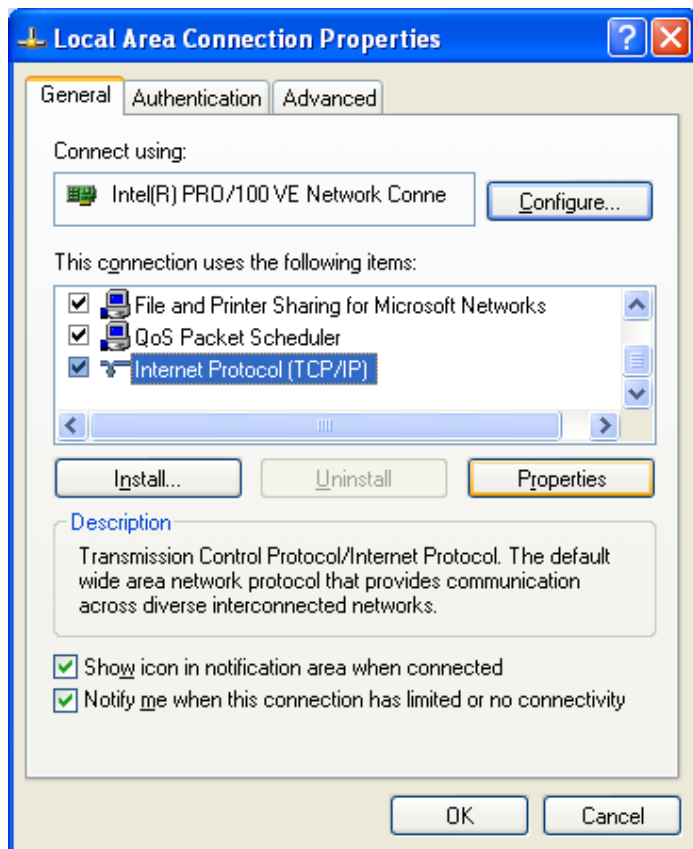 Local Area Connection Properties
General Authentication Advanced
Connect using:
Intel(R) PRO/100 VE Network Conne
Configure...
This connection uses the following items:
File and Printer Sharing for Microsoft Networks
QoS Packet Scheduler
Internet Protocol (TCP/IP)
Install... Uninstall Properties
Description
Transmission Control Protocol/Internet Protocol. The default
wide area network protocol that provides communication
across diverse interconnected networks.
Show icon in notification area when connected
Notify me when this connection has limited or no connectivity
OK Cancel